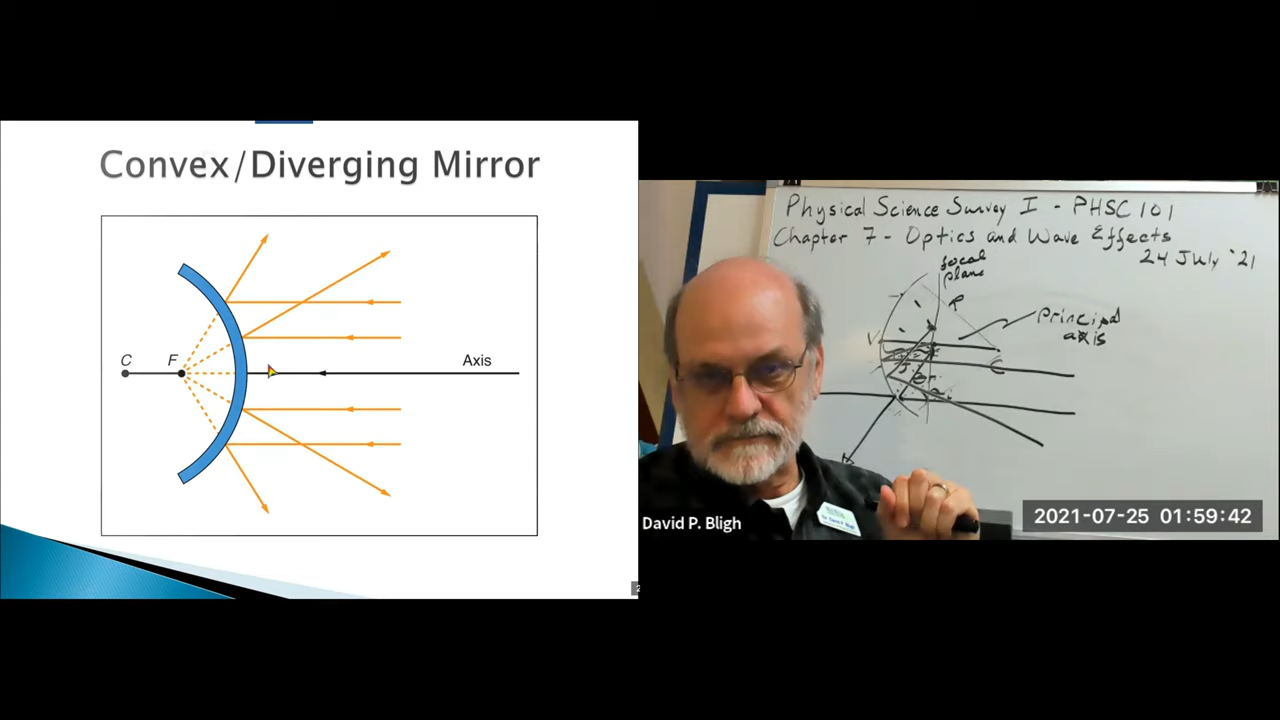 Convex/Diverging Mirror
C
F
Axis
Physical Science Survey I - PHSC 101
Chapter 7 - Optics and Wave Effects
24 July '21
focal
plane
R
Principal
axis
V
C
David P. Bligh
2021-07-25 01:59:42